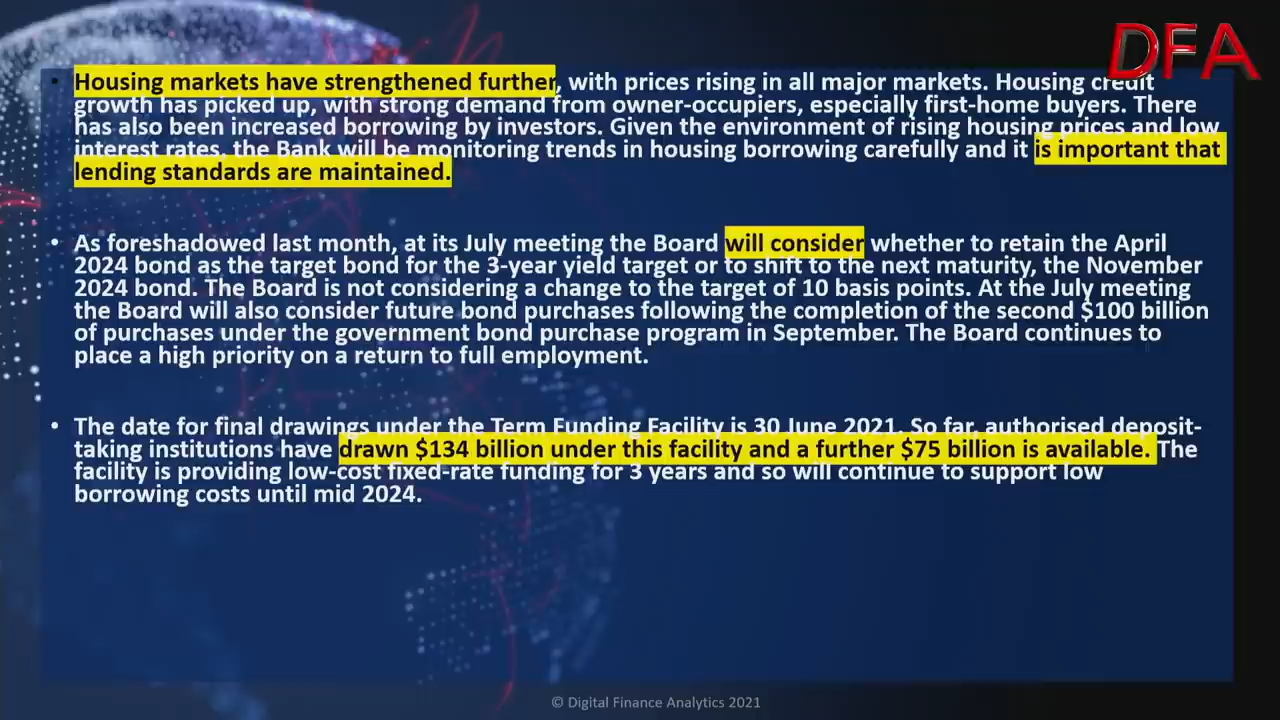 DFA
• Housing markets have strengthened further, with prices rising in all major markets. Housing credit
growth has picked up, with strong demand from owner-occupiers, especially first-home buyers. There
has also been increased borrowing by investors. Given the environment of rising housing prices and low
interest rates, the Bank will be monitoring trends in housing borrowing carefully and it is important that
lending standards are maintained.
• As foreshadowed last month, at its July meeting the Board will consider whether to retain the April
2024 bond as the target bond for the 3-year yield target or to shift to the next maturity, the November
2024 bond. The Board is not considering a change to the target of 10 basis points. At the July meeting
the Board will also consider future bond purchases following the completion of the second $100 billion
of purchases under the government bond purchase program in September. The Board continues to
place a high priority on a return to full employment.
• The date for final drawings under the Term Funding Facility is 30 June 2021. So far, authorised deposit-
taking institutions have drawn $134 billion under this facility and a further $75 billion is available. The
facility is providing low-cost fixed-rate funding for 3 years and so will continue to support low
borrowing costs until mid 2024.
© Digital Finance Analytics 2021